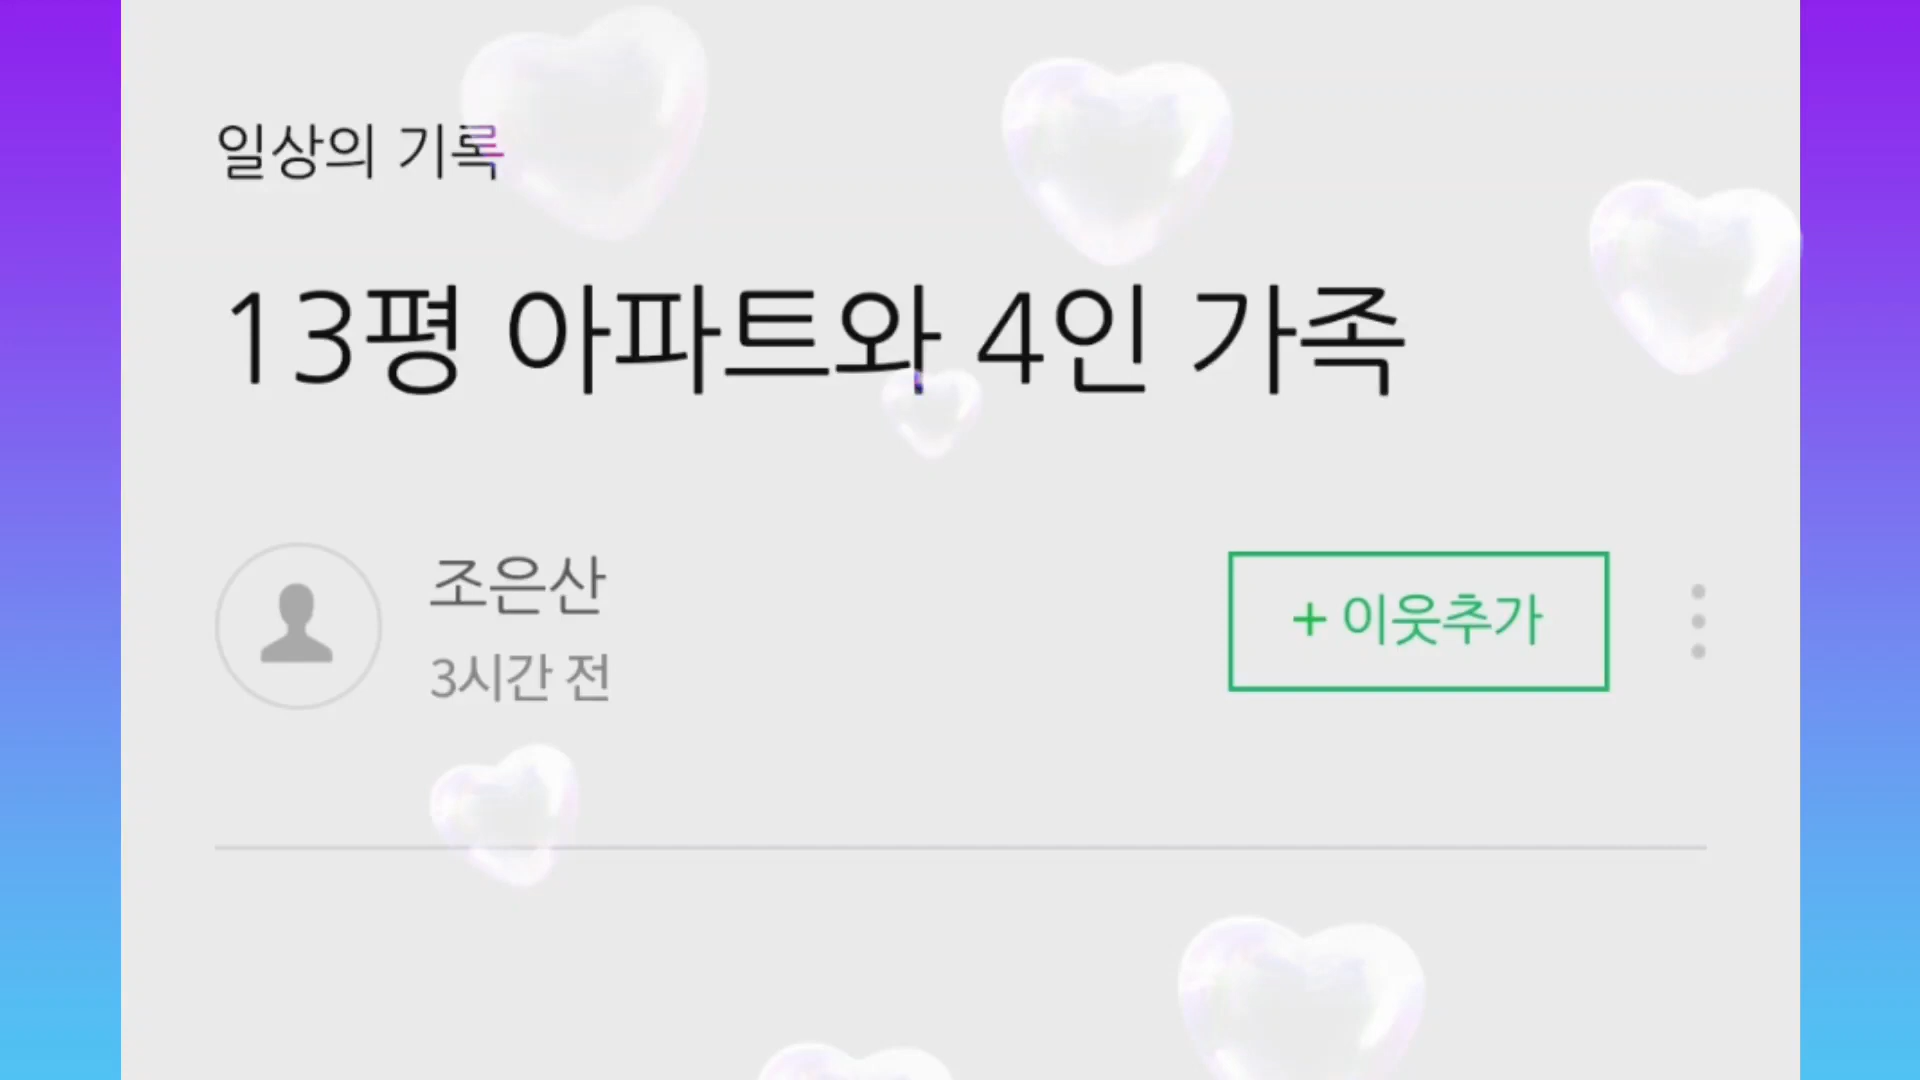 일상의 기록
13평 아파트와 4인 가족
조은산
3시간 전
+ 이웃추가